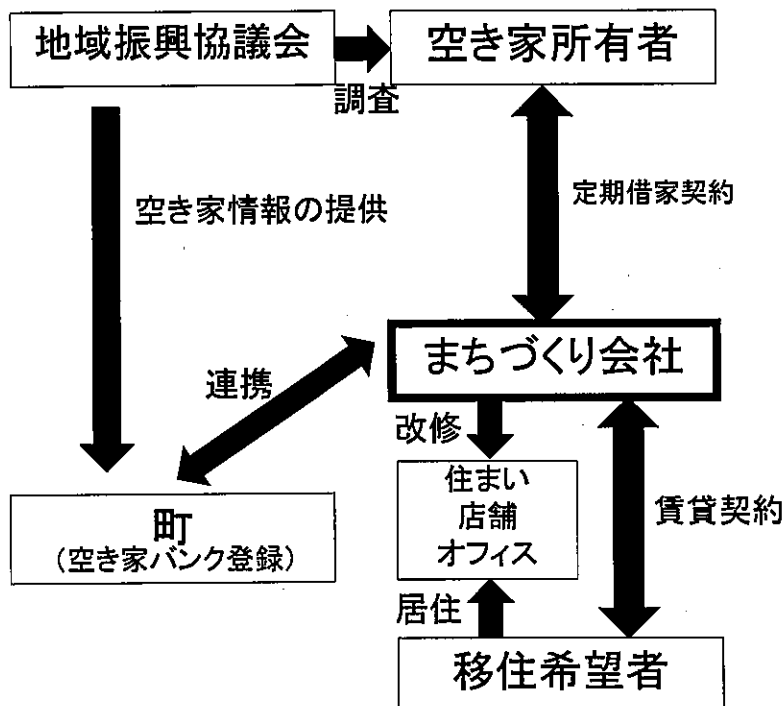 地域振興協議会
空き家所有者
調査
空き家情報の提供
定期借家契約
まちづくり会社
連携
改修
住まい
店舗
オフィス
賃貸契約
町
(空き家バンク登録)
居住
移住希望者